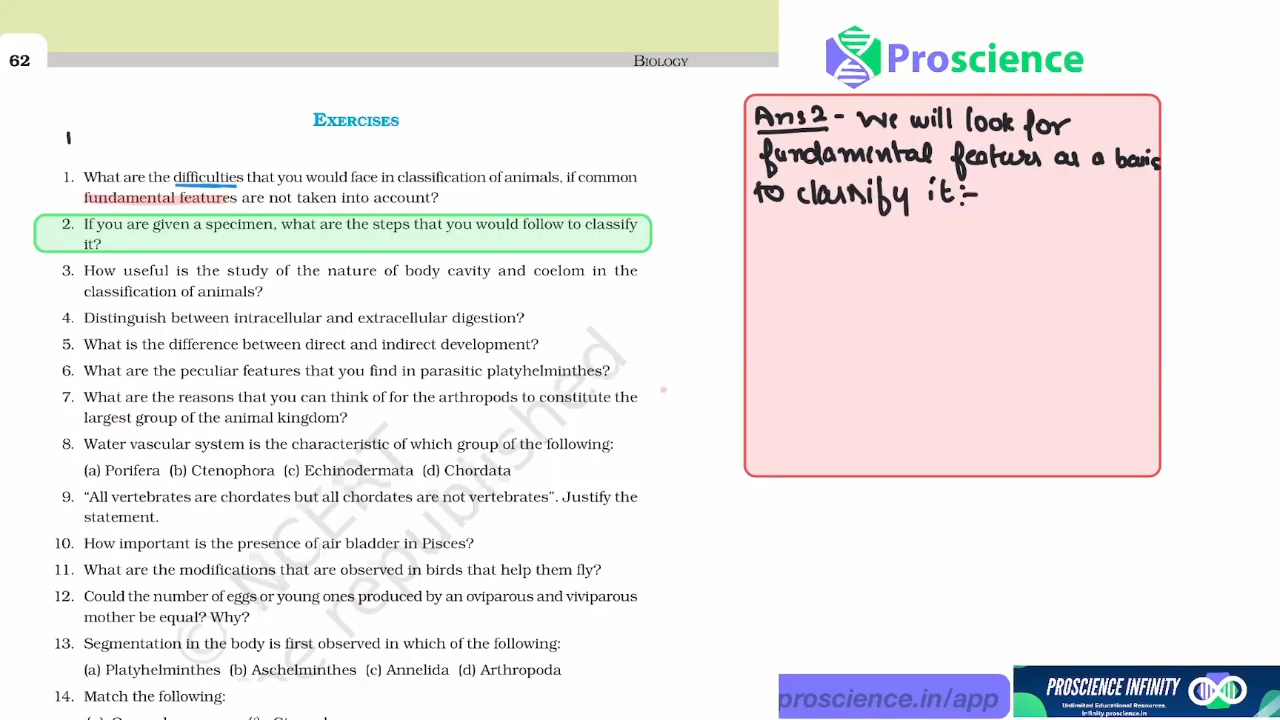 62
BIOLOGY
EXERCISES
1. What are the difficulties that you would face in classification of animals, if common
fundamental features are not taken into account?
2. If you are given a specimen, what are the steps that you would follow to classify
it?
3. How useful is the study of the nature of body cavity and coelom in the
classification of animals?
4. Distinguish between intracellular and extracellular digestion?
5. What is the difference between direct and indirect development?
6. What are the peculiar features that you find in parasitic platyhelminthes?
7. What are the reasons that you can think of for the arthropods to constitute the
largest group of the animal kingdom?
8. Water vascular system is the characteristic of which group of the following:
(a) Porifera (b) Ctenophora (c) Echinodermata (d) Chordata
9. “All vertebrates are chordates but all chordates are not vertebrates”. Justify the
statement.
10. How important is the presence of air bladder in Pisces?
11. What are the modifications that are observed in birds that help them fly?
12. Could the number of eggs or young ones produced by an oviparous and viviparous
mother be equal? Why?
13. Segmentation in the body is first observed in which of the following:
(a) Platyhelminthes (b) Aschelminthes (c) Annelida (d) Arthropoda
14. Match the following:
© NCERT
be republished
Proscience
Ans 2 - We will look for
fundamental features as a basis
to classify it :-
proscience.in/app
PROSCIENCE INFINITY
Unlimited Educational Resources.
infinity.proscience.in